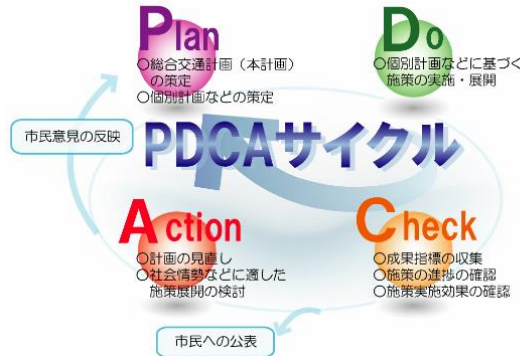 Plan
○総合交通計画(本計画)
の策定
○個別計画などの策定
Do
○個別計画などに基づく
施策の実施・展開
市民意見の反映
PDCAサイクル
Action
○計画の見直し
○社会情勢などに適した
施策展開の検討
Check
○成果指標の収集
○施策の進捗の確認
○施策実施効果の確認
市民への公表